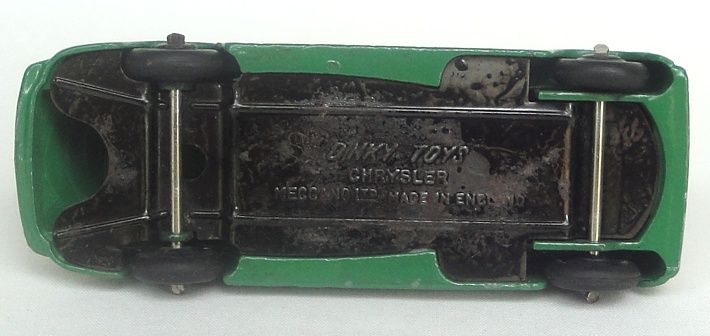 DINKY TOYS
CHRYSLER
MECCANO LTD. MADE IN ENGLAND